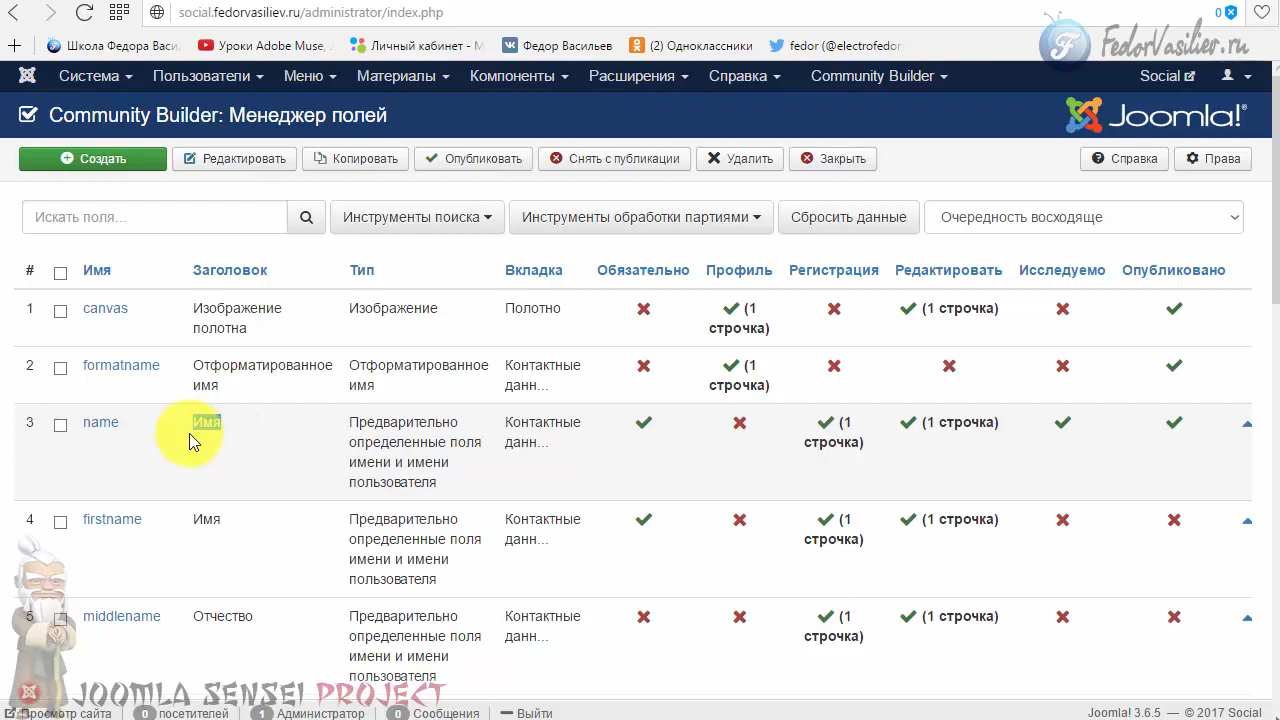 social.fedorvasiliev.ru/administrator/index.php
0
Школа Федора Васи. Уроки Adobe Muse, Личный кабинет - М Федор Васильев (2) Одноклассники fedor (@electrofedor
FedorVasiliev.ru
Система Пользователи Меню Материалы Компоненты Расширения Справка Community Builder Social
Community Builder: Менеджер полей
Joomla!®
Создать Редактировать Копировать Опубликовать Снять с публикации Удалить Закрыть Справка Права
Искать поля... Инструменты поиска Инструменты обработки партиями Сбросить данные Очередность восходяще
# Имя Заголовок Тип Вкладка Обязательно Профиль Регистрация Редактировать Исследуемо Опубликовано
1 canvas Изображение Изображение Полотно (1 (1 строчка)
полотна строчка)
2 formatname Отформатированное Отформатированное Контактные (1
имя имя данн... строчка)
3 name Имя Предварительно Контактные (1 (1 строчка)
определенные поля данн... строчка)
имени и имени
пользователя
4 firstname Имя Предварительно Контактные (1 (1 строчка)
определенные поля данн... строчка)
имени и имени
пользователя
5 middlename Отчество Предварительно Контактные (1 (1 строчка)
определенные поля данн... строчка)
имени и имени
пользователя
JOOMLA SENSEI PROJECT
Просмотр сайта 0 посетителей 1 Администратор 0 Сообщения Выйти Joomla! 3.6.5 — © 2017 Social